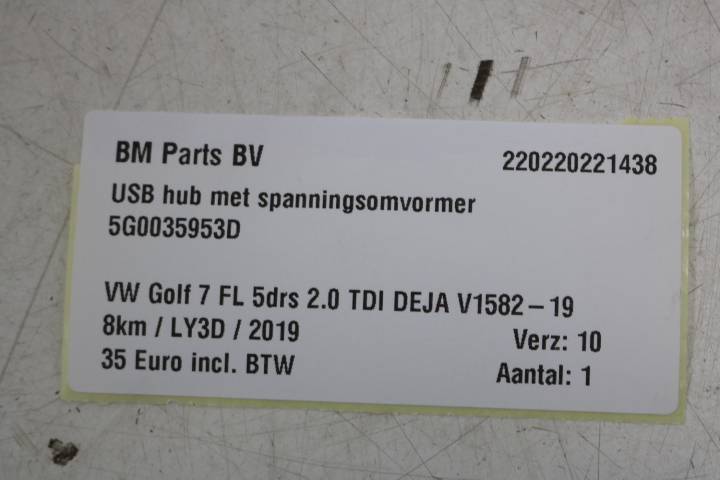 BM Parts BV 220220221438
USB hub met spanningsomvormer
5G0035953D
VW Golf 7 FL 5drs 2.0 TDI DEJA V1582 – 19
8km / LY3D / 2019 Verz: 10
35 Euro incl. BTW Aantal: 1